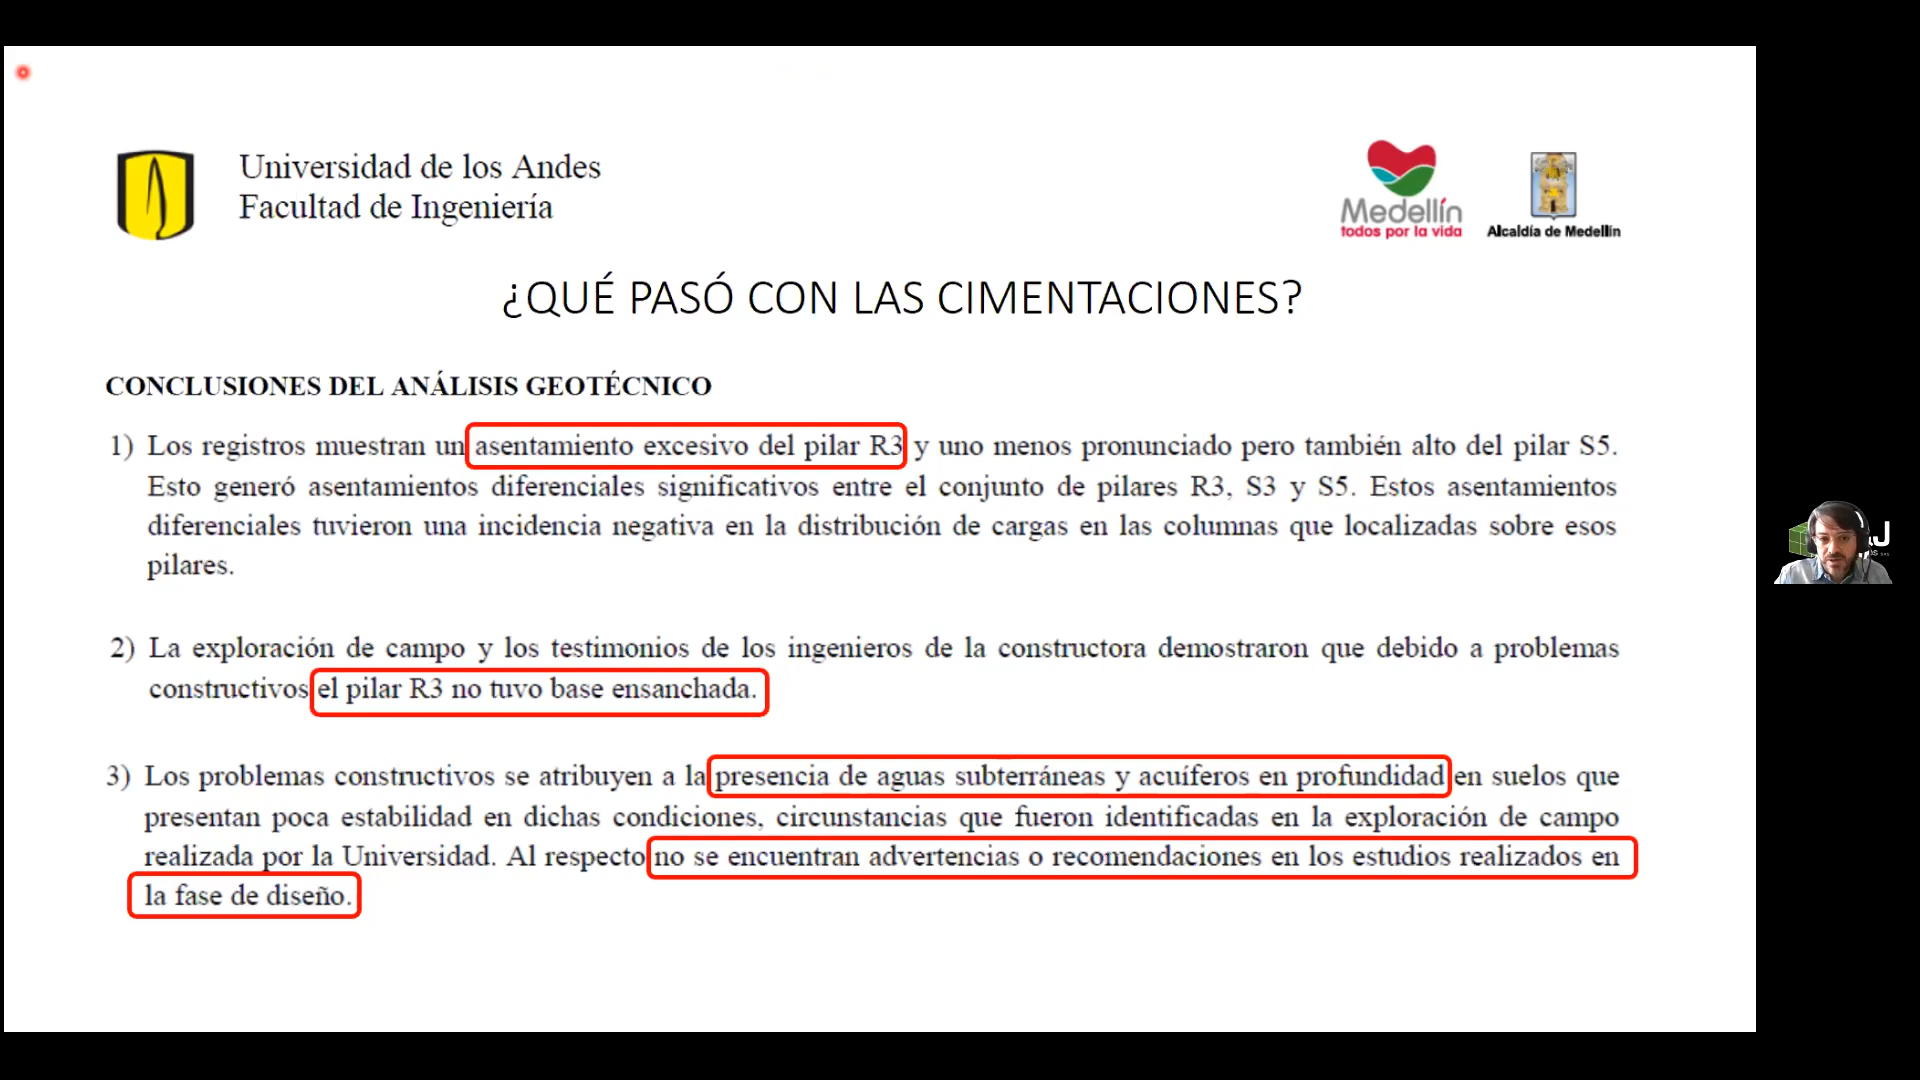 Universidad de los Andes
Facultad de Ingeniería
Medellín
todos por la vida
Alcaldía de Medellín
¿QUÉ PASÓ CON LAS CIMENTACIONES?
CONCLUSIONES DEL ANÁLISIS GEOTÉCNICO
1) Los registros muestran un asentamiento excesivo del pilar R3 y uno menos pronunciado pero también alto del pilar S5.
Esto generó asentamientos diferenciales significativos entre el conjunto de pilares R3, S3 y S5. Estos asentamientos
diferenciales tuvieron una incidencia negativa en la distribución de cargas en las columnas que localizadas sobre esos
pilares.
2) La exploración de campo y los testimonios de los ingenieros de la constructora demostraron que debido a problemas
constructivos el pilar R3 no tuvo base ensanchada.
3) Los problemas constructivos se atribuyen a la presencia de aguas subterráneas y acuíferos en profundidad en suelos que
presentan poca estabilidad en dichas condiciones, circunstancias que fueron identificadas en la exploración de campo
realizada por la Universidad. Al respecto no se encuentran advertencias o recomendaciones en los estudios realizados en
la fase de diseño.